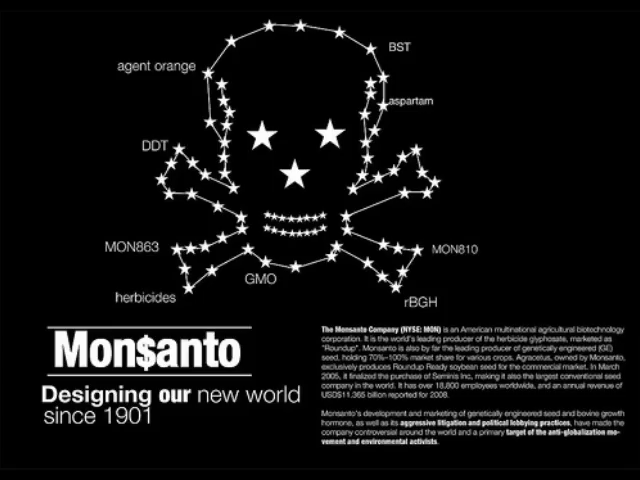 BST
agent orange
aspartam
DDT
MON863
MON810
GMO
herbicides
rBGH
Mon$anto
Designing our new world
since 1901
The Monsanto Company (NYSE: MON) is an American multinational agricultural biotechnology
corporation. It is the world's leading producer of the herbicide glyphosate, marketed as
"Roundup". Monsanto is also by far the leading producer of genetically engineered (GE)
seed, holding 70%-100% market share for various crops. Agracetus, owned by Monsanto,
exclusively produces Roundup Ready soybean seed for the commercial market. In March
2005, it finalized the purchase of Seminis Inc, making it also the largest conventional seed
company in the world. It has over 18,800 employees worldwide, and an annual revenue of
USD$11.365 billion reported for 2008.
Monsanto's development and marketing of genetically engineered seed and bovine growth
hormone, as well as its aggressive litigation and political lobbying practices, have made the
company controversial around the world and a primary target of the anti-globalization mo-
vement and environmental activists.